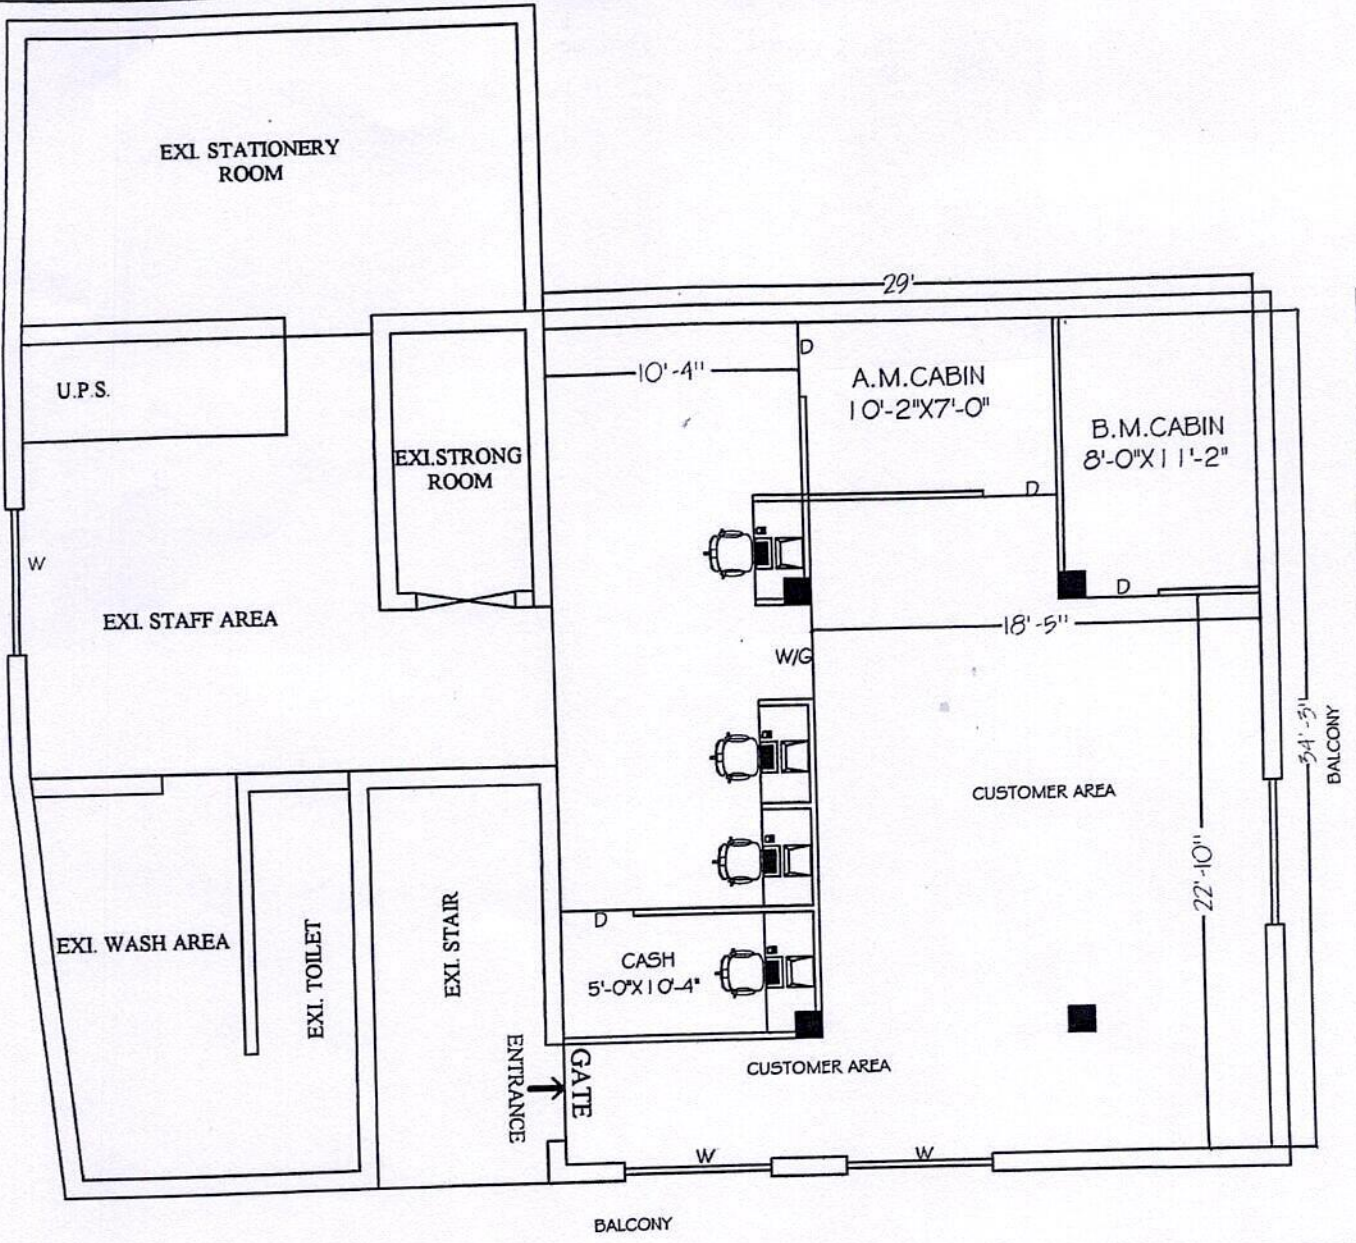 EXI. STATIONERY
ROOM
29'
U.P.S.
10'-4"
D
A.M.CABIN
10'-2"X7'-0"
B.M.CABIN
8'-0"X11'-2"
EXI.STRONG
ROOM
D
W
D
EXI. STAFF AREA
18'-5"
W/G
34'-3"
BALCONY
CUSTOMER AREA
22'-10"
D
CASH
5'-0"X10'-4"
EXI. WASH AREA
EXI. TOILET
EXI. STAIR
ENTRANCE
GATE
CUSTOMER AREA
W
W
BALCONY